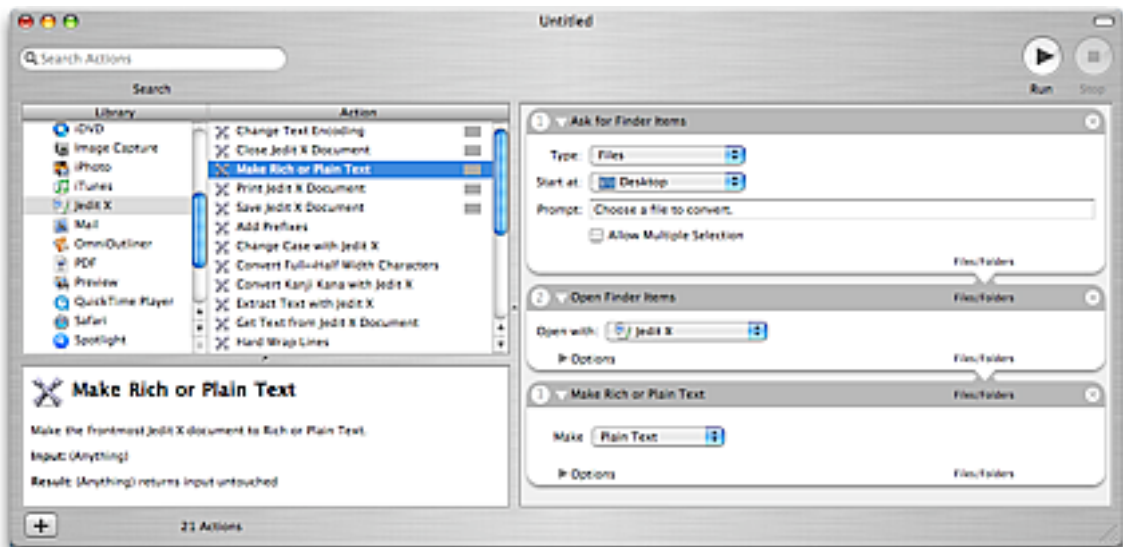 Untitled
Search Actions
Search
Run
Stop
Library
Action
iDVD
Image Capture
iPhoto
iTunes
Jedit X
Mail
OmniOutliner
PDF
Preview
QuickTime Player
Safari
Spotlight
Change Text Encoding
Close Jedit X Document
Make Rich or Plain Text
Print Jedit X Document
Save Jedit X Document
Add Prefixes
Change Case with Jedit X
Convert Full<=>Half Width Characters
Convert Kanji Kana with Jedit X
Extract Text with Jedit X
Get Text from Jedit X Document
Hard Wrap Lines
Make Rich or Plain Text
Make the frontmost Jedit X document to Rich or Plain Text.
Input: (Anything)
Result: (Anything) returns input untouched
21 Actions
1 Ask for Finder Items
Type: Files
Start at: Desktop
Prompt: Choose a file to convert.
Allow Multiple Selection
Files/Folders
2 Open Finder Items Files/Folders
Open with: Jedit X
Options Files/Folders
3 Make Rich or Plain Text Files/Folders
Make Plain Text
Options Files/Folders